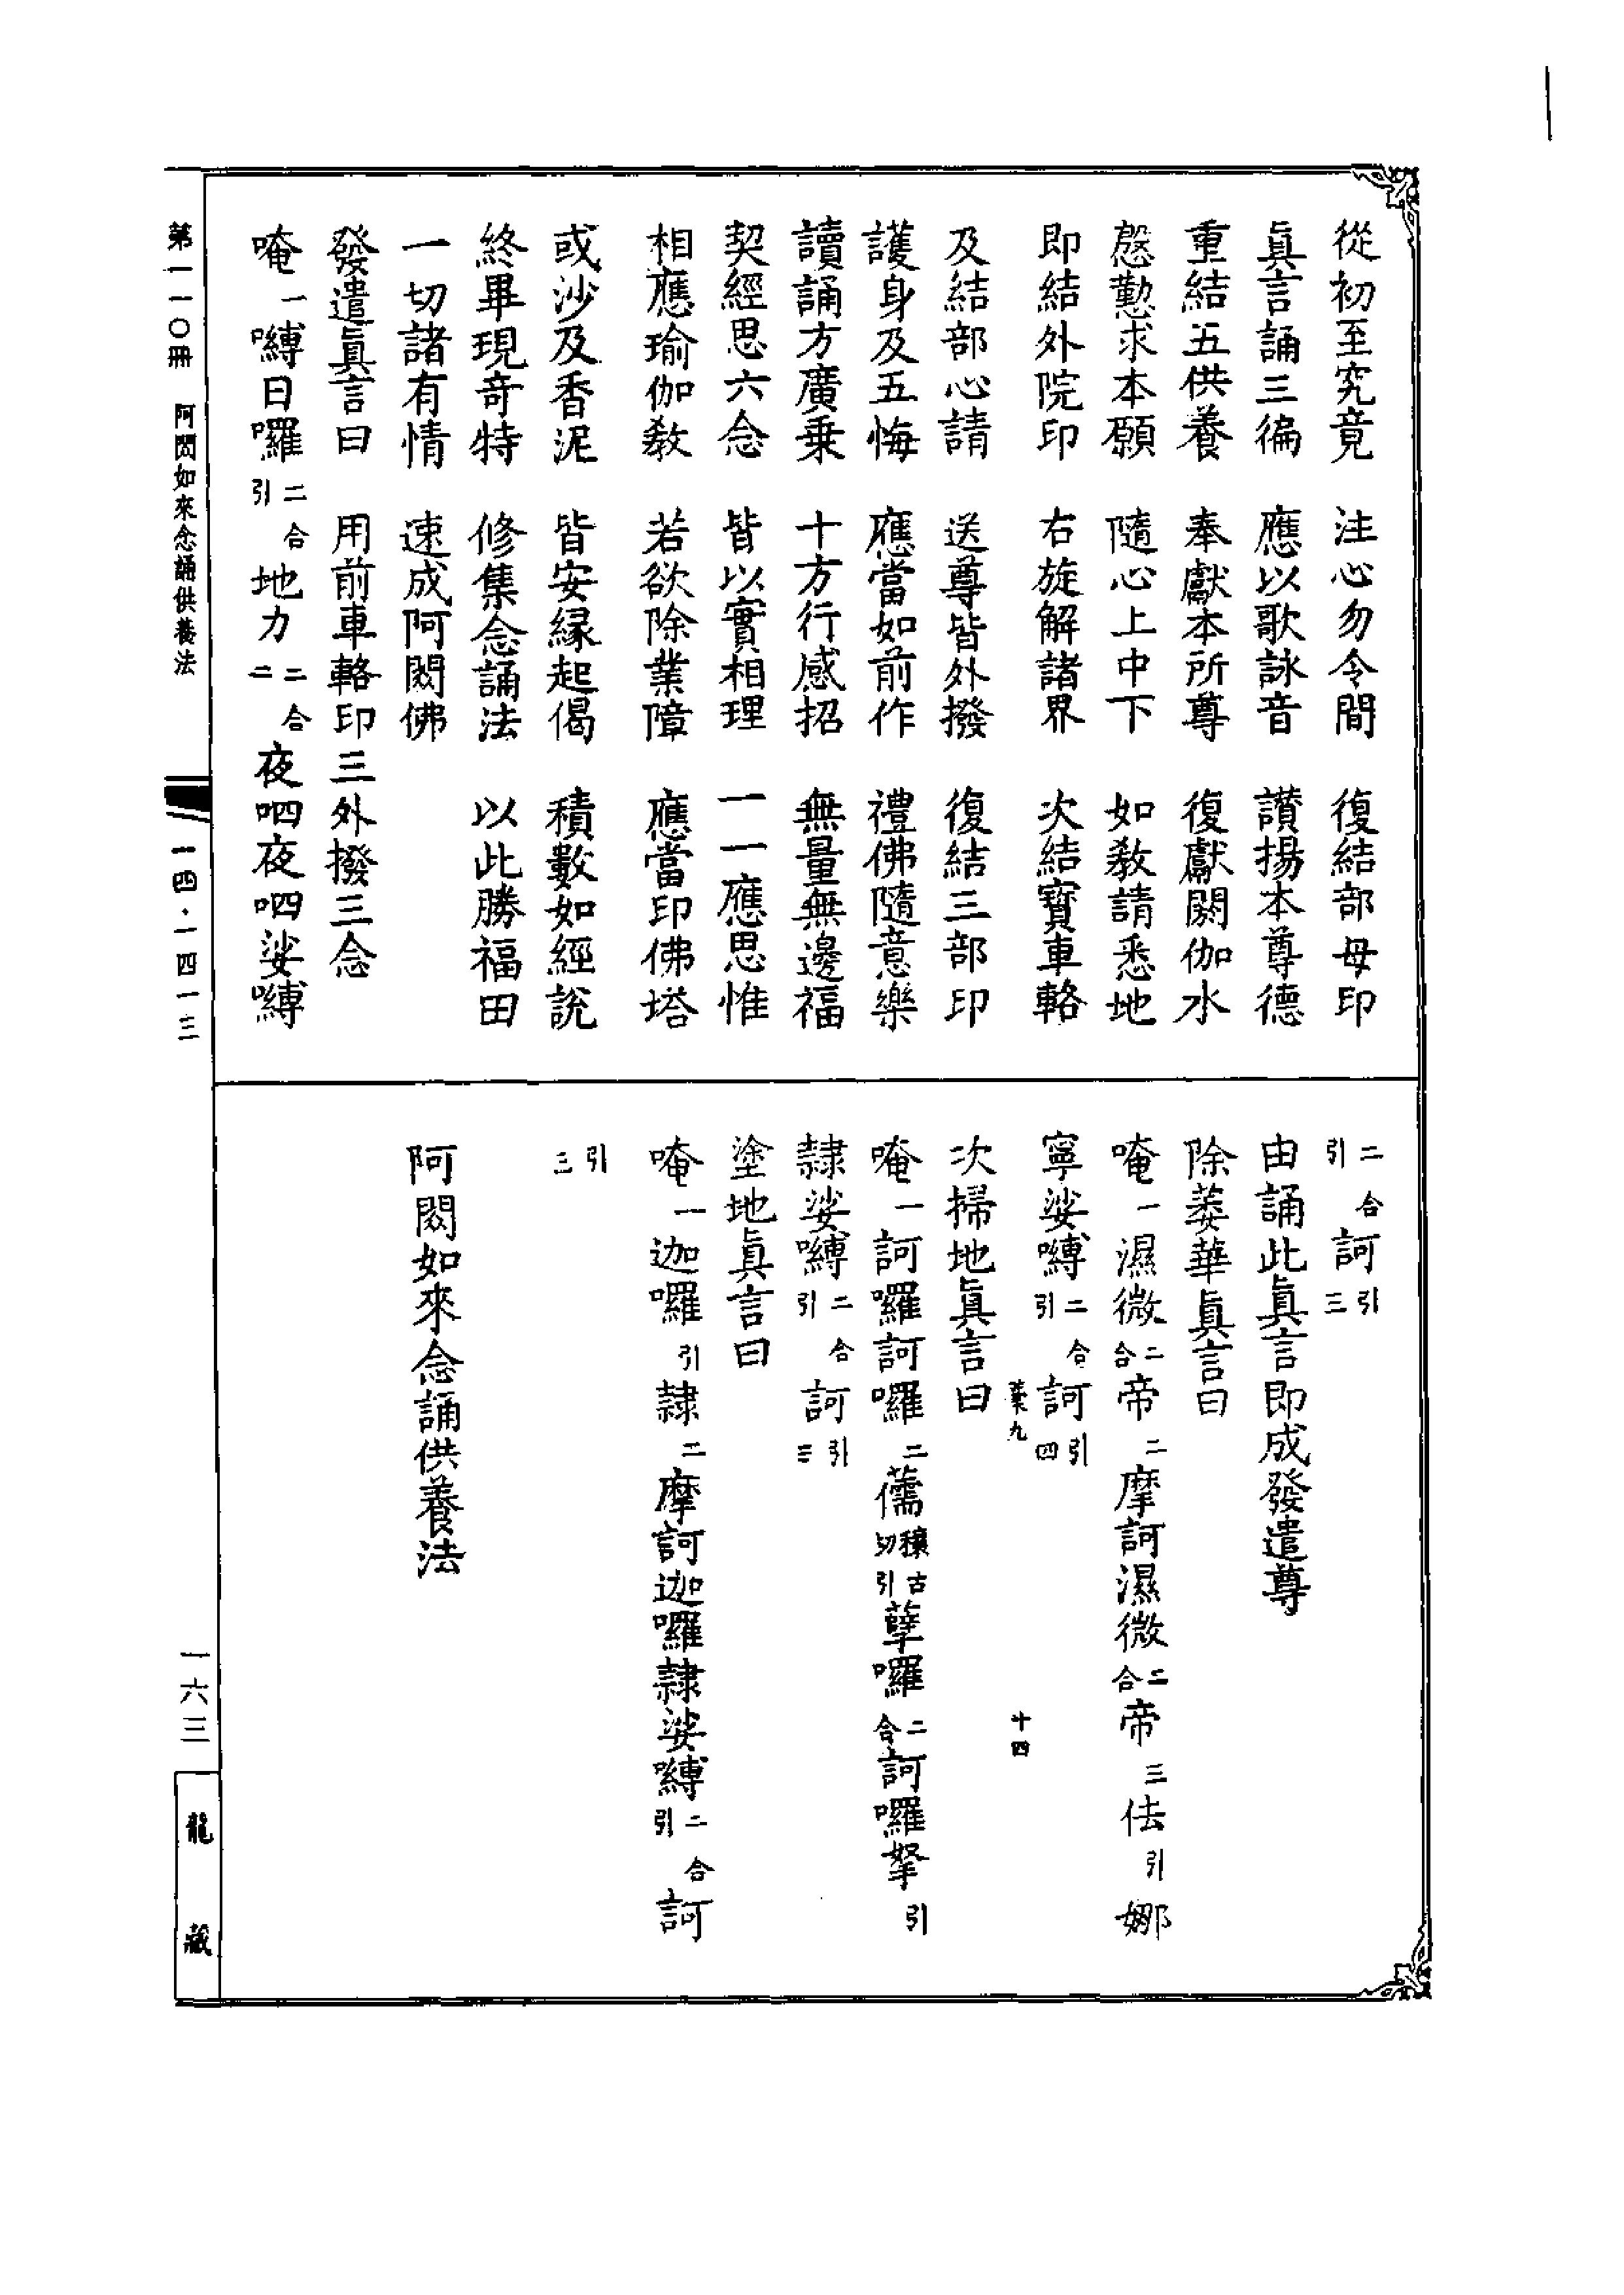 從初至究竟　注心勿令間　復結部母印
眞言誦三徧　應以歌詠音　讚揚本尊德
重結五供養　奉獻本所尊　復獻閼伽水
慇懃求本願　隨心上中下　如教請悉地
即結外院印　右旋解諸界　次結寶車輅
及結部心請　送尊皆外撥　復結三部印
護身及五悔　應當如前作　禮佛隨意樂
讀誦方廣乗　十方行感招　無量無邊福
契經思六念　皆以實相理　一一應思惟
相應瑜伽教　若欲除業障　應當印佛塔
或沙及香泥　皆安縁起偈　積數如經說
終畢現奇特　修集念誦法　以此勝福田
一切諸有情　速成阿閦佛
發遣眞言曰　用前車輅印三外撥三念
唵一嚩日囉二合引地力二合二夜呬夜呬娑嚩
二合引訶引三
由誦此眞言即成發遣尊
除萎華眞言曰
唵一濕微二合帝二摩訶濕微二合帝三佉引娜
寧娑嚩二合引訶引四
葉九　十四
次掃地眞言曰
唵一訶囉訶囉二儒穰古切引孽囉二合訶囉拏引
隷娑嚩二合引訶引三
塗地眞言曰
唵一迦囉引隷二摩訶迦囉隷娑嚩二合引訶
引三
阿閦如來念誦供養法
第一一〇冊　阿閦如來念誦供養法
一四·一四一三
一六三
龍藏